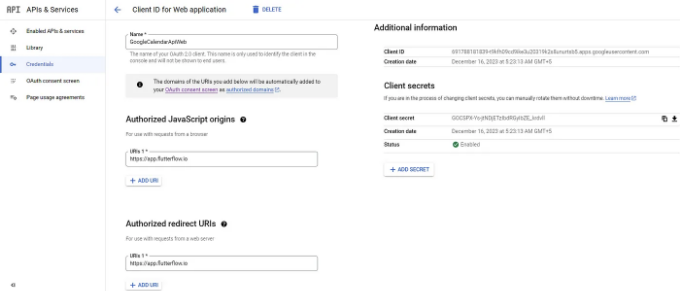 API APIs & Services
Enabled APIs & services
Library
Credentials
OAuth consent screen
Page usage agreements
Client ID for Web application
DELETE
Name *
GoogleCalendarApiWeb
The name of your OAuth 2.0 client. This name is only used to identify the client in
the console and will not be shown to end users.
The domains of the URIs you add below will be automatically added to
your OAuth consent screen as authorized domains.
Authorized JavaScript origins
For use with requests from a browser
URIs 1 *
https://app.flutterflow.io
+ ADD URI
Authorized redirect URIs
For use with requests from a web server
URIs 1 *
https://app.flutterflow.io
+ ADD URI
Additional information
Client ID
Creation date
December 16, 2023 at 5:23:13 AM GMT+5
Client secrets
If you are in the process of changing client secrets, you can manually rotate them without downtime. Learn more
Client secret
Creation date
December 16, 2023 at 5:23:13 AM GMT+5
Status
Enabled
+ ADD SECRET